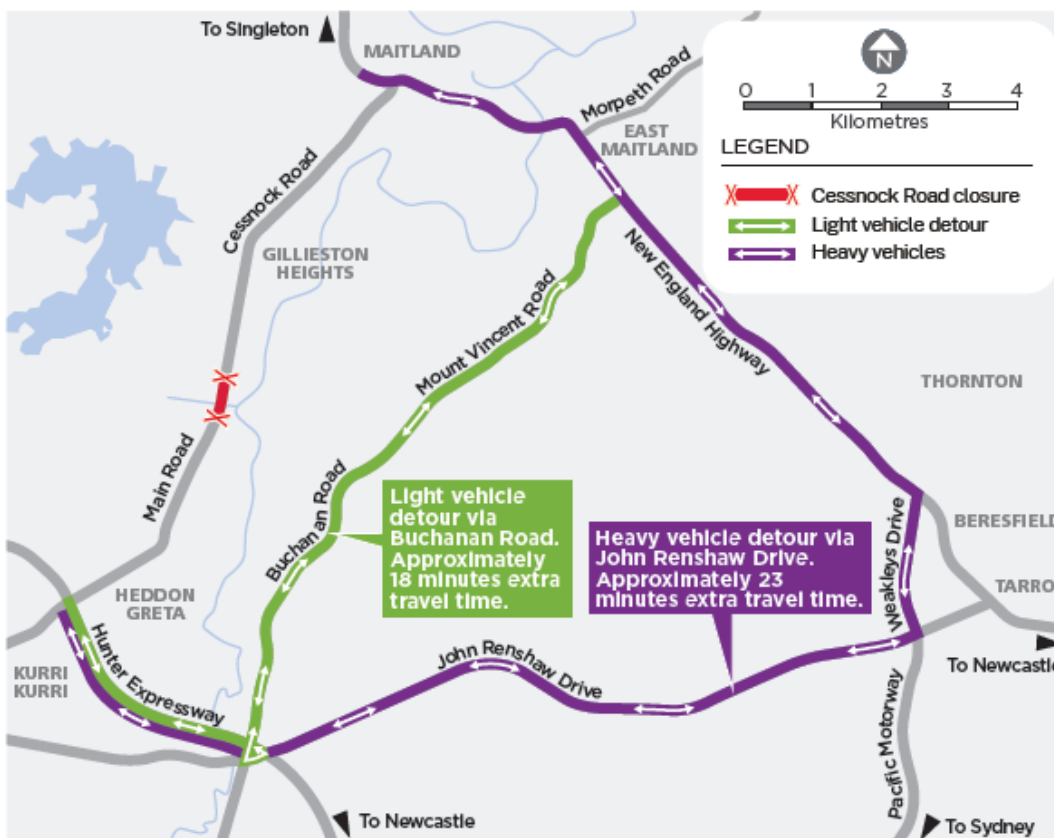 To Singleton
MAITLAND
N
0 1 2 3 4
Kilometres
LEGEND
Cessnock Road closure
Light vehicle detour
Heavy vehicles
Morpeth Road
EAST
MAITLAND
Cessnock Road
GILLIESTON
HEIGHTS
New England Highway
Mount Vincent Road
THORNTON
Main Road
Buchanan Road
Light vehicle
detour via
Buchanan Road.
Approximately
18 minutes extra
travel time.
Heavy vehicle detour via
John Renshaw Drive.
Approximately 23
minutes extra travel time.
Weakleys Drive
BERESFIELD
TARRO
HEDDON
GRETA
Hunter Expressway
KURRI
KURRI
John Renshaw Drive
To Newcastle
Pacific Motorway
To Newcastle
To Sydney